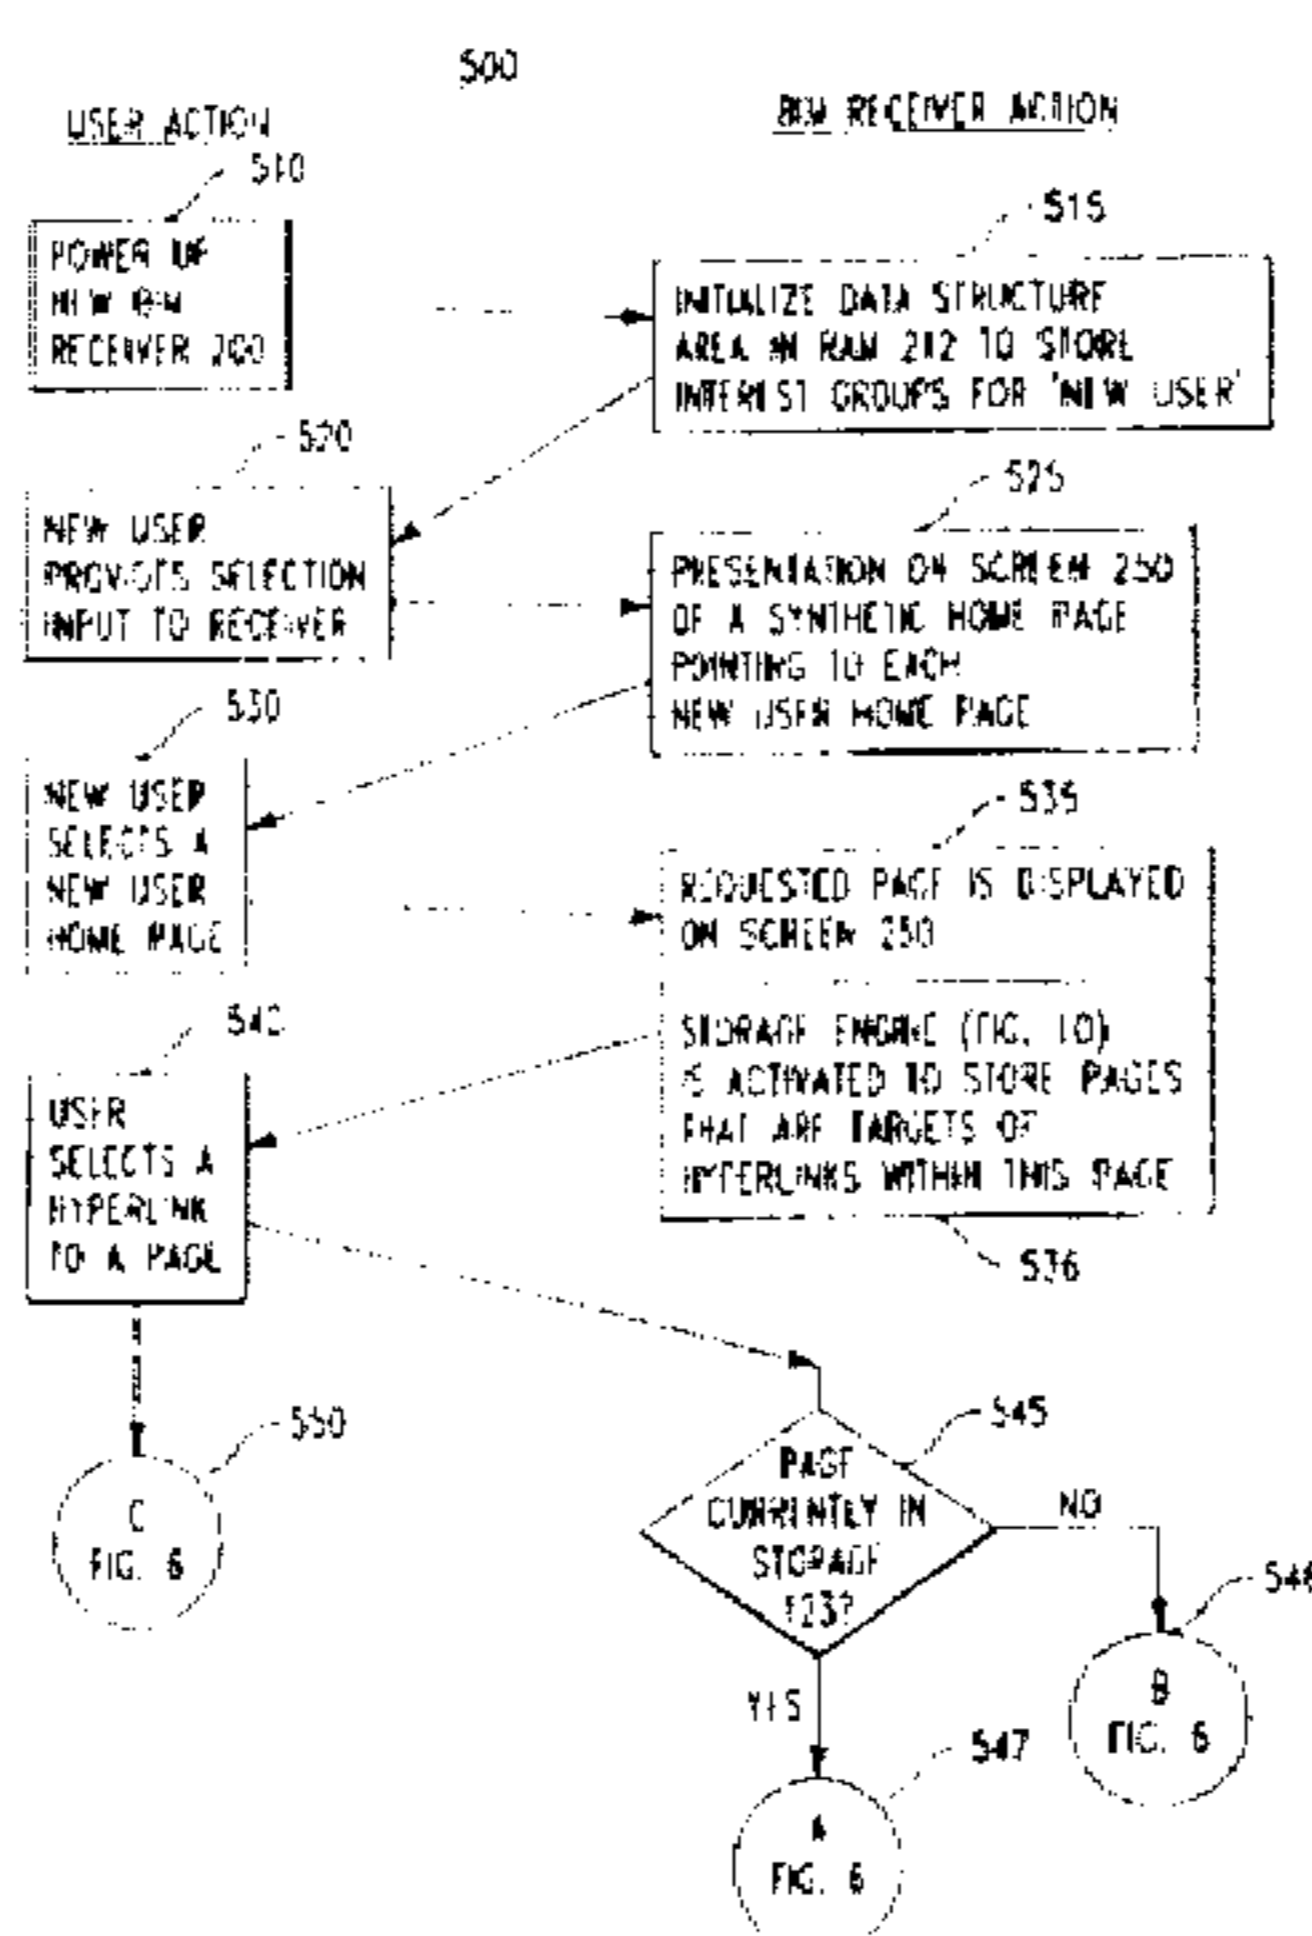 500
USER ACTION
RECEIVER ACTION
510
POWER UP
NEW
RECEIVER 200
515
INITIALIZE DATA STRUCTURE
AREA IN RAM 212 TO STORE
INTEREST GROUPS FOR 'NEW USER'
520
NEW USER
PROVIDES SELECTION
INPUT TO RECEIVER
525
PRESENTATION ON SCREEN 250
OF A SYNTHETIC HOME PAGE
POINTING TO EACH
NEW USER HOME PAGE
530
NEW USER
SELECTS A
NEW USER
HOME PAGE
535
REQUESTED PAGE IS DISPLAYED
ON SCREEN 250
STORAGE ENGINE (FIG. 10)
IS ACTIVATED TO STORE PAGES
THAT ARE TARGETS OF
HYPERLINKS WITHIN THIS PAGE
536
540
USER
SELECTS A
HYPERLINK
TO A PAGE
550
C
FIG. 6
545
PAGE
CURRENTLY IN
STORAGE
NO
YES
546
B
FIG. 6
547
A
FIG. 6